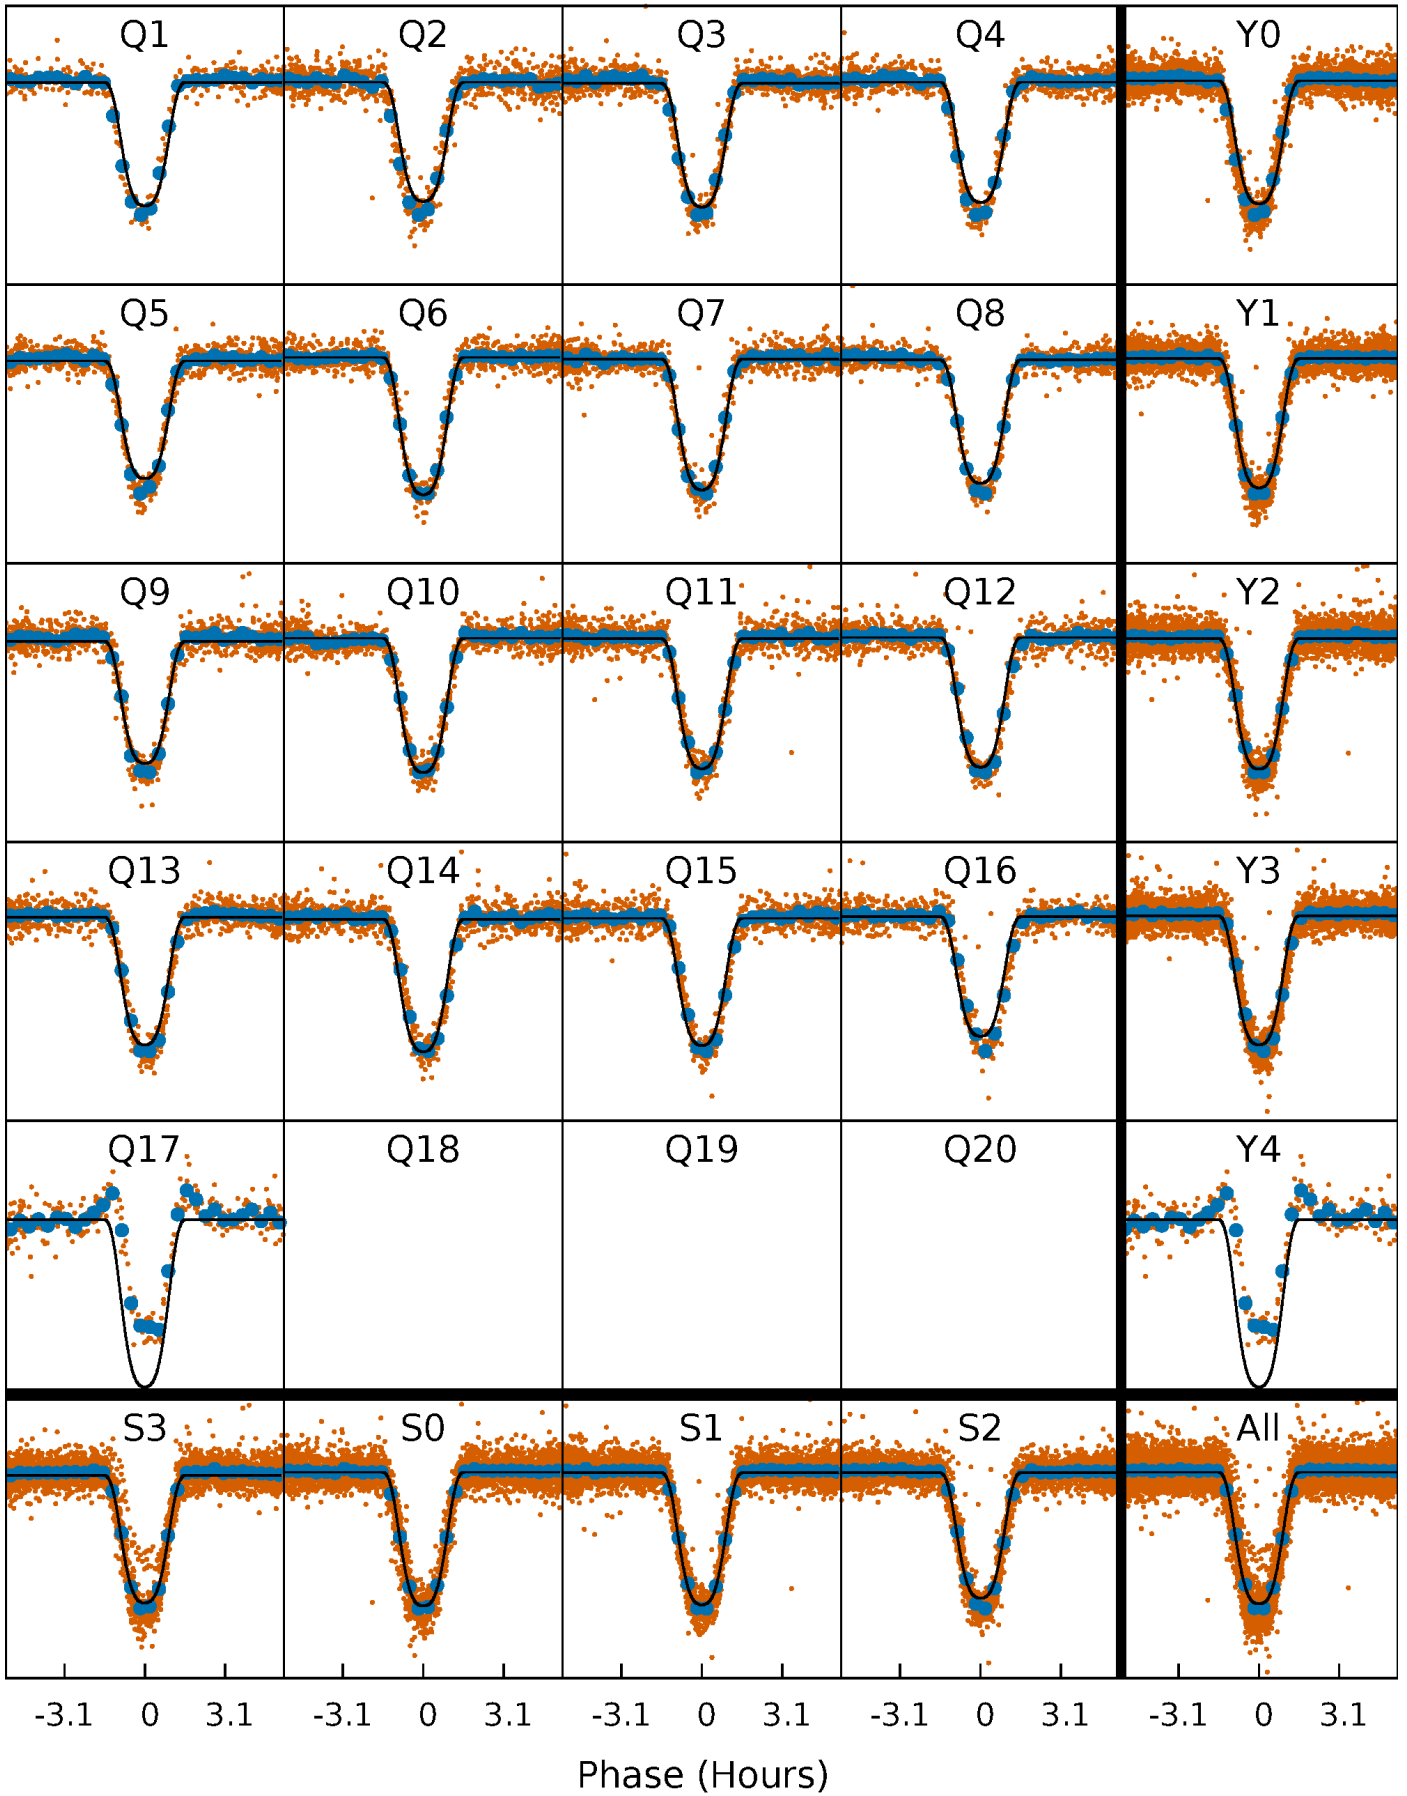 Q1 Q2 Q3 Q4 Y0
Q5 Q6 Q7 Q8 Y1
Q9 Q10 Q11 Q12 Y2
Q13 Q14 Q15 Q16 Y3
Q17 Q18 Q19 Q20 Y4
S3 S0 S1 S2 All
-3.1 0 3.1 -3.1 0 3.1 -3.1 0 3.1 -3.1 0 3.1 -3.1 0 3.1
Phase (Hours)